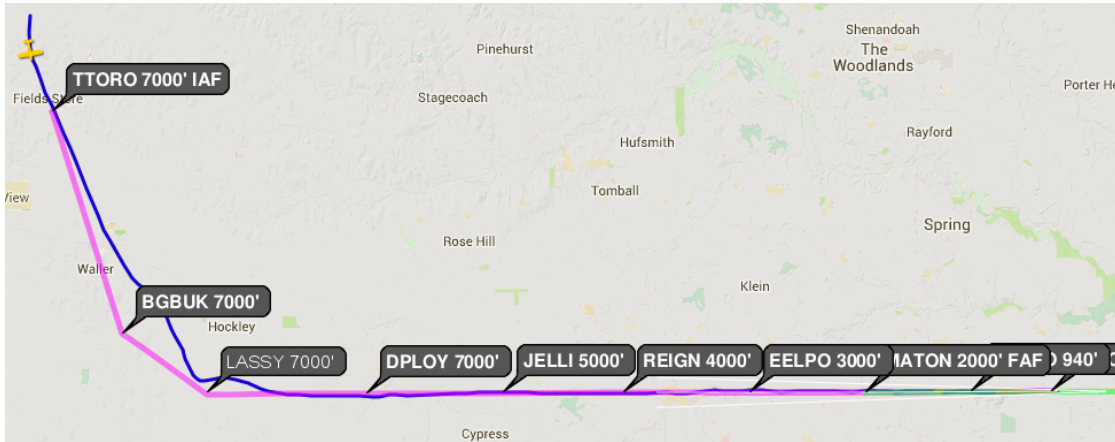 Shenandoah
The
Woodlands
Pinehurst
TTORO 7000' IAF
Porter He
Fields Store
Stagecoach
Rayford
Hufsmith
Tomball
View
Spring
Rose Hill
Waller
Klein
BGBUK 7000'
Hockley
LASSY 7000'
DPLOY 7000'
JELLI 5000'
REIGN 4000'
EELPO 3000'
MATON 2000' FAF
940'
Cypress